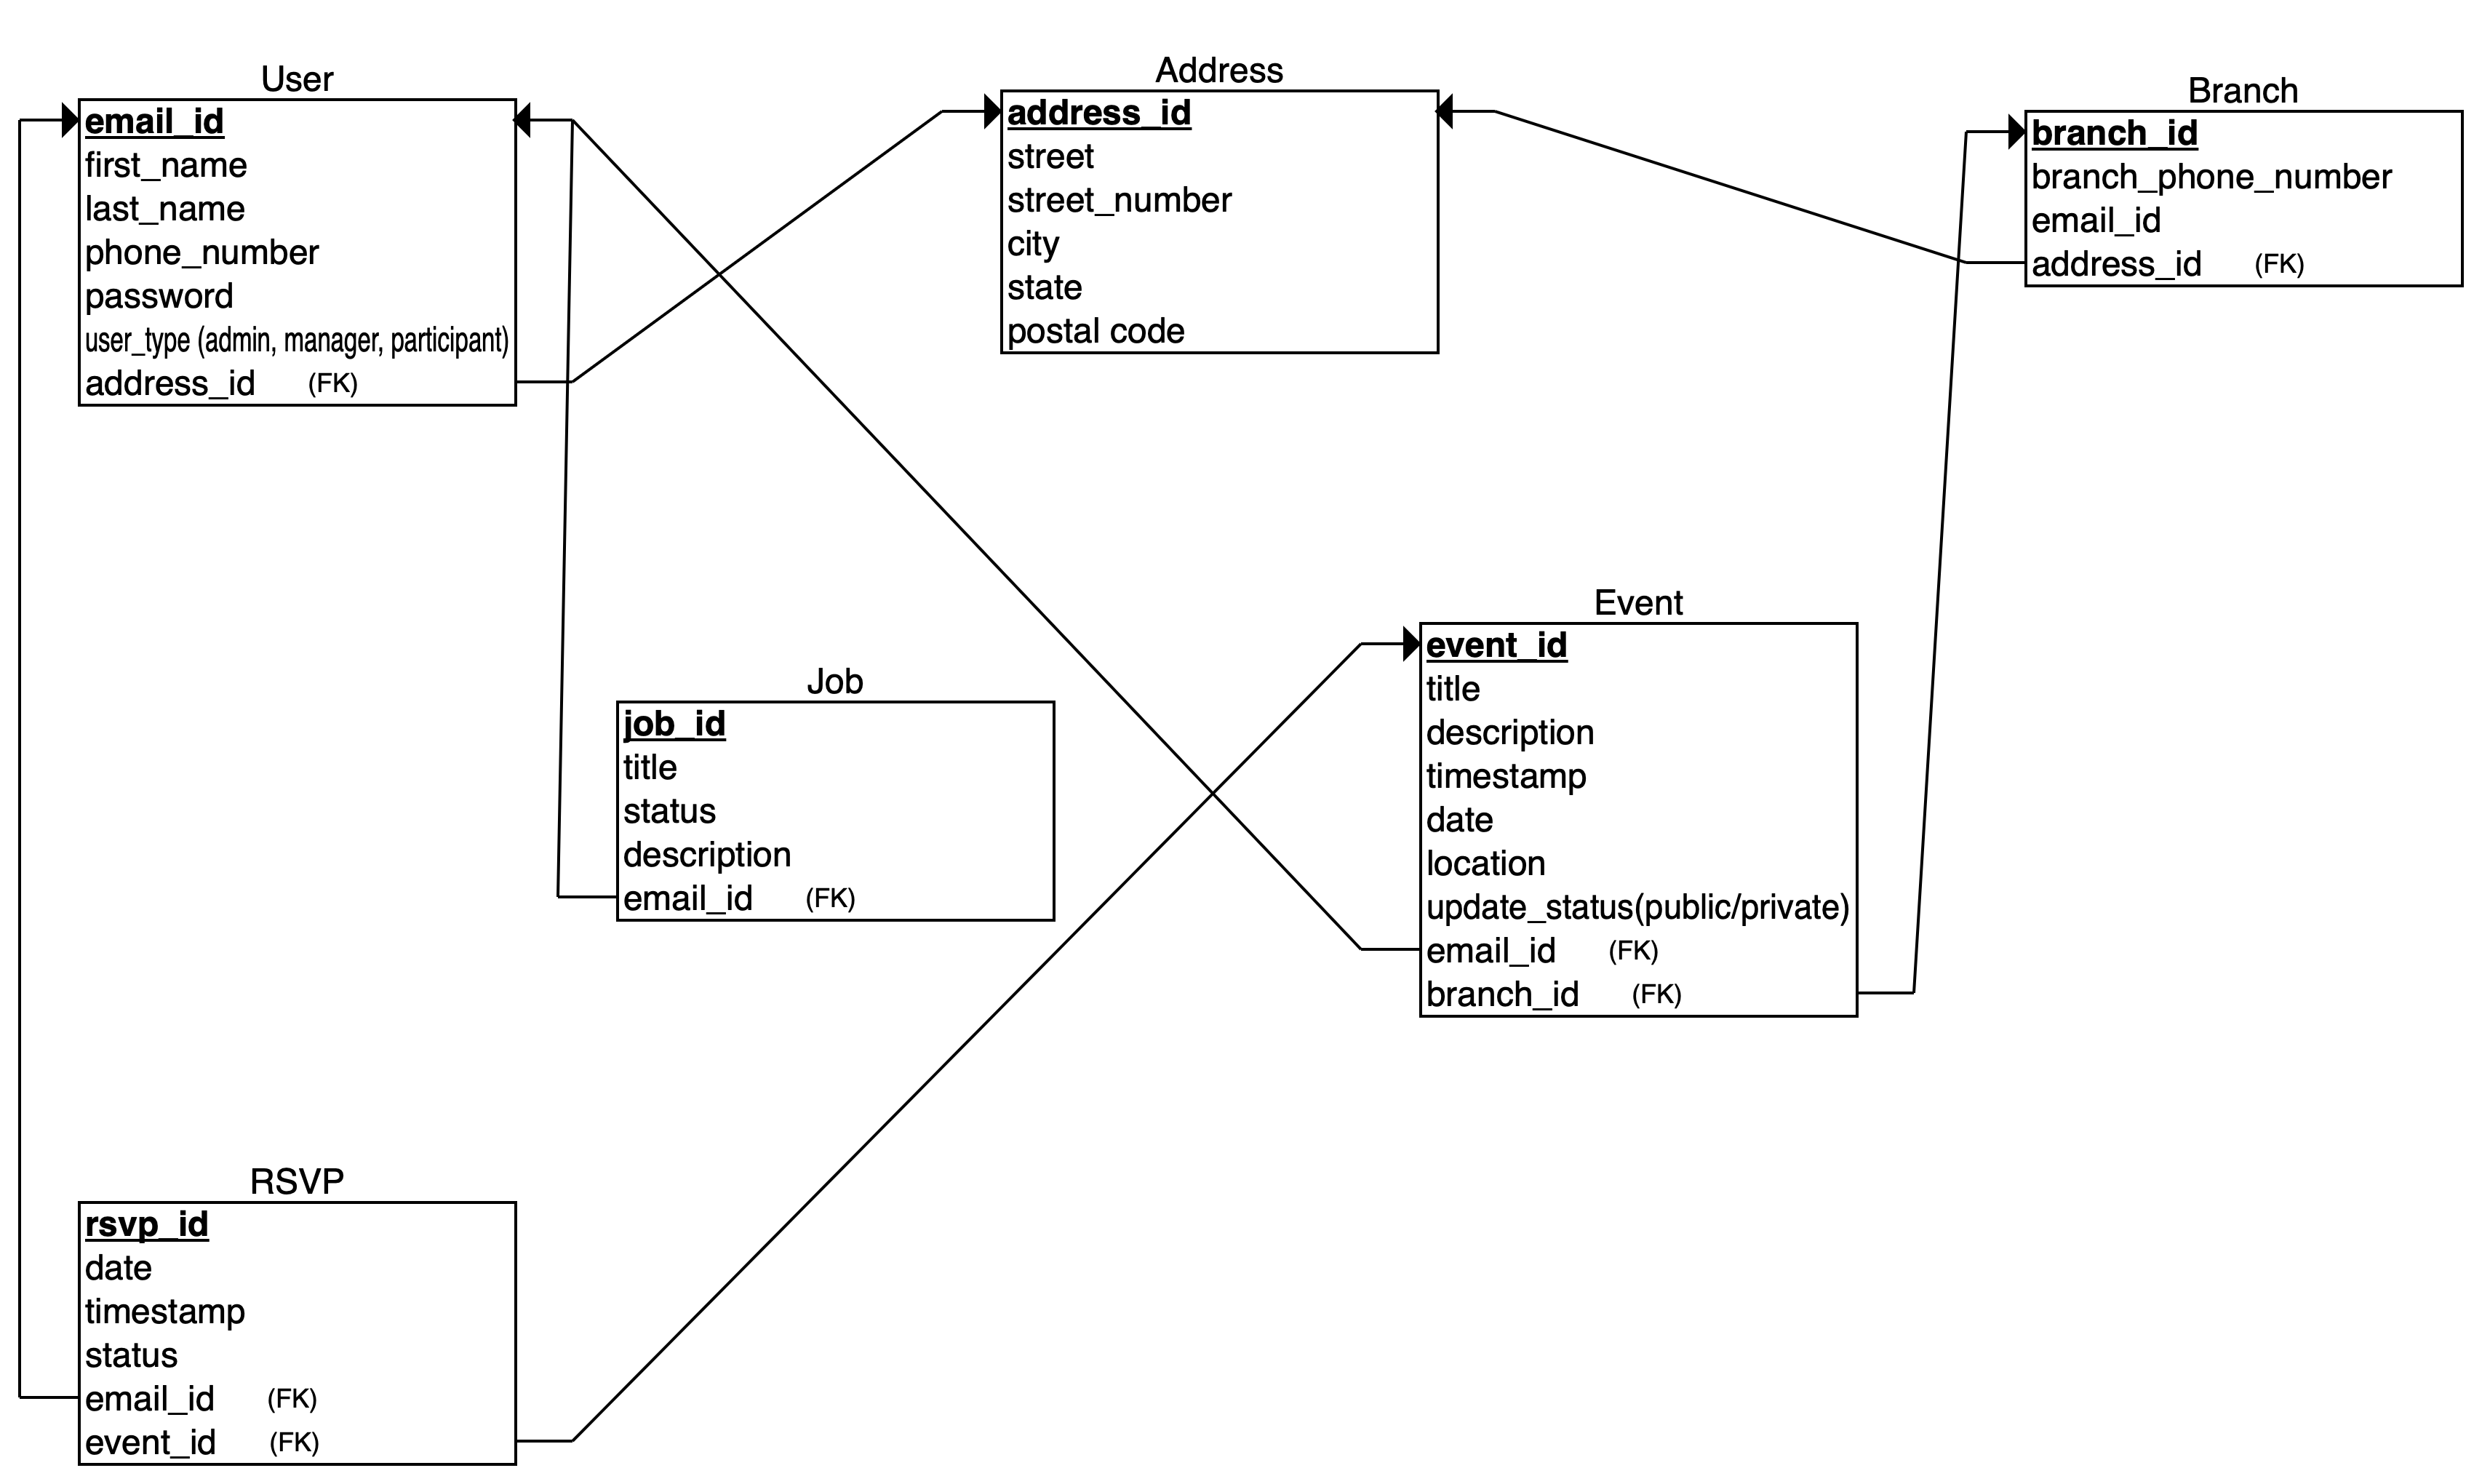 User
email_id
first_name
last_name
phone_number
password
user_type (admin, manager, participant)
address_id (FK)
Address
address_id
street
street_number
city
state
postal code
Branch
branch_id
branch_phone_number
email_id
address_id (FK)
Job
job_id
title
status
description
email_id (FK)
Event
event_id
title
description
timestamp
date
location
update_status(public/private)
email_id (FK)
branch_id (FK)
RSVP
rsvp_id
date
timestamp
status
email_id (FK)
event_id (FK)